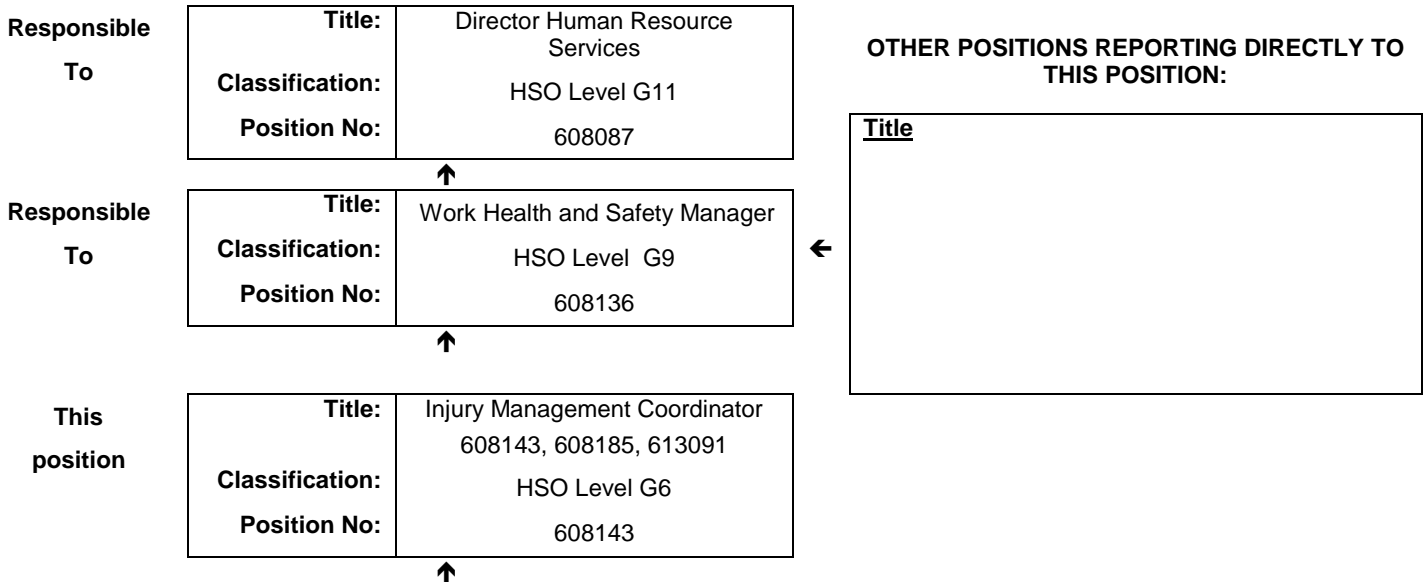 Responsible
To
Title: Director Human Resource
Services
Classification: HSO Level G11
Position No: 608087
OTHER POSITIONS REPORTING DIRECTLY TO
THIS POSITION:
Title
Responsible
To
Title: Work Health and Safety Manager
Classification: HSO Level G9
Position No: 608136
This
position
Title: Injury Management Coordinator
608143, 608185, 613091
Classification: HSO Level G6
Position No: 608143